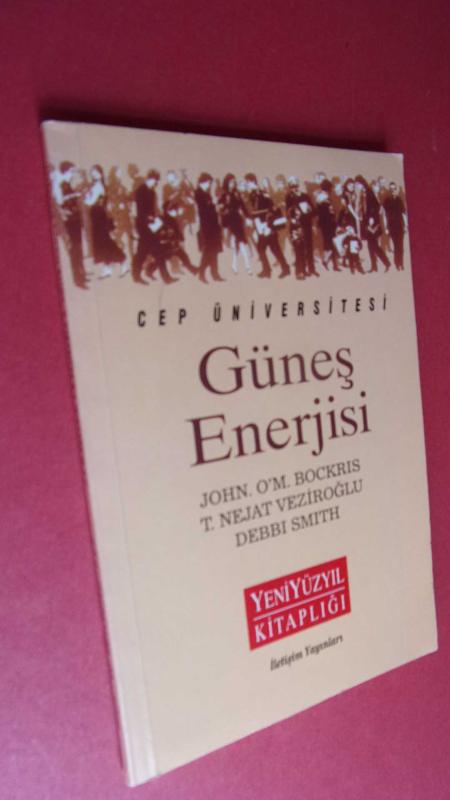 CEP ÜNİVERSİTESİ
Güneş
Enerjisi
JOHN. O'M. BOCKRIS
T. NEJAT VEZİROĞLU
DEBBI SMITH
YENİYÜZYIL
KİTAPLIĞI
İletişim Yayınları